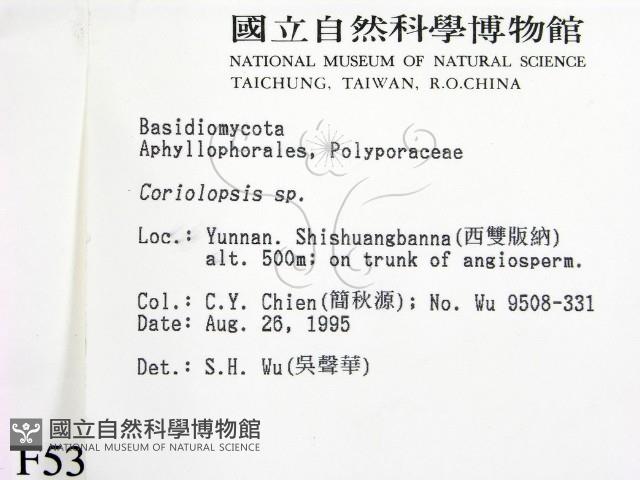 國立自然科學博物館
NATIONAL MUSEUM OF NATURAL SCIENCE
TAICHUNG, TAIWAN, R.O.CHINA
Basidiomycota
Aphyllophorales, Polyporaceae
Coriolopsis sp.
Loc.: Yunnan. Shishuangbanna(西雙版納)
alt. 500m; on trunk of angiosperm.
Col.: C.Y. Chien(簡秋源); No. Wu 9508-331
Date: Aug. 26, 1995
Det.: S.H. Wu(吳聲華)
國立自然科學博物館
NATIONAL MUSEUM OF NATURAL SCIENCE
F53